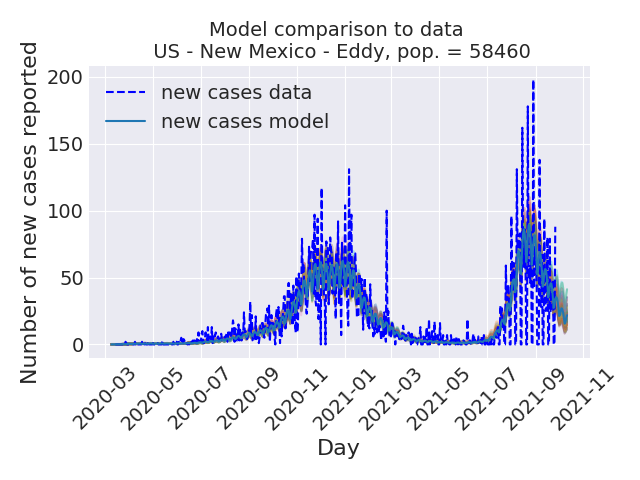 Model comparison to data
US - New Mexico - Eddy, pop. = 58460
Number of new cases reported
200
150
100
50
0
new cases data
new cases model
2020-03
2020-05
2020-07
2020-09
2020-11
2021-01
2021-03
2021-05
2021-07
2021-09
2021-11
Day